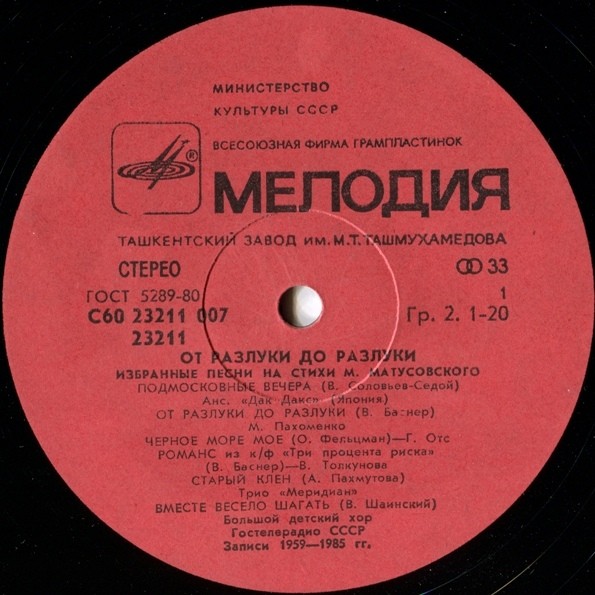 МИНИСТЕРСТВО
КУЛЬТУРЫ СССР
ВСЕСОЮЗНАЯ ФИРМА ГРАМПЛАСТИНОК
®
МЕЛОДИЯ
ТАШКЕНТСКИЙ ЗАВОД ИМ. М.Т. ТАШМУХАМЕДОВА
СТЕРЕО
33
ГОСТ 5289-80
1
С60 23211 007
Гр. 2. 1-20
23211
ОТ РАЗЛУКИ ДО РАЗЛУКИ
ИЗБРАННЫЕ ПЕСНИ НА СТИХИ М. МАТУСОВСКОГО
ПОДМОСКОВНЫЕ ВЕЧЕРА (В. Соловьев-Седой)
Анс. «Дак Дакс» (Япония)
ОТ РАЗЛУКИ ДО РАЗЛУКИ (В. Баснер)
М. Пахоменко
ЧЕРНОЕ МОРЕ МОЕ (О. Фельцман)—Г. Отс
РОМАНС из к/ф «Три процента риска»
(В. Баснер)—В. Толкунова
СТАРЫЙ КЛЕН (А. Пахмутова)
Трио «Меридиан»
ВМЕСТЕ ВЕСЕЛО ШАГАТЬ (В. Шаинский)
Большой детский хор
Гостелерадио СССР
Записи 1959—1985 гг.